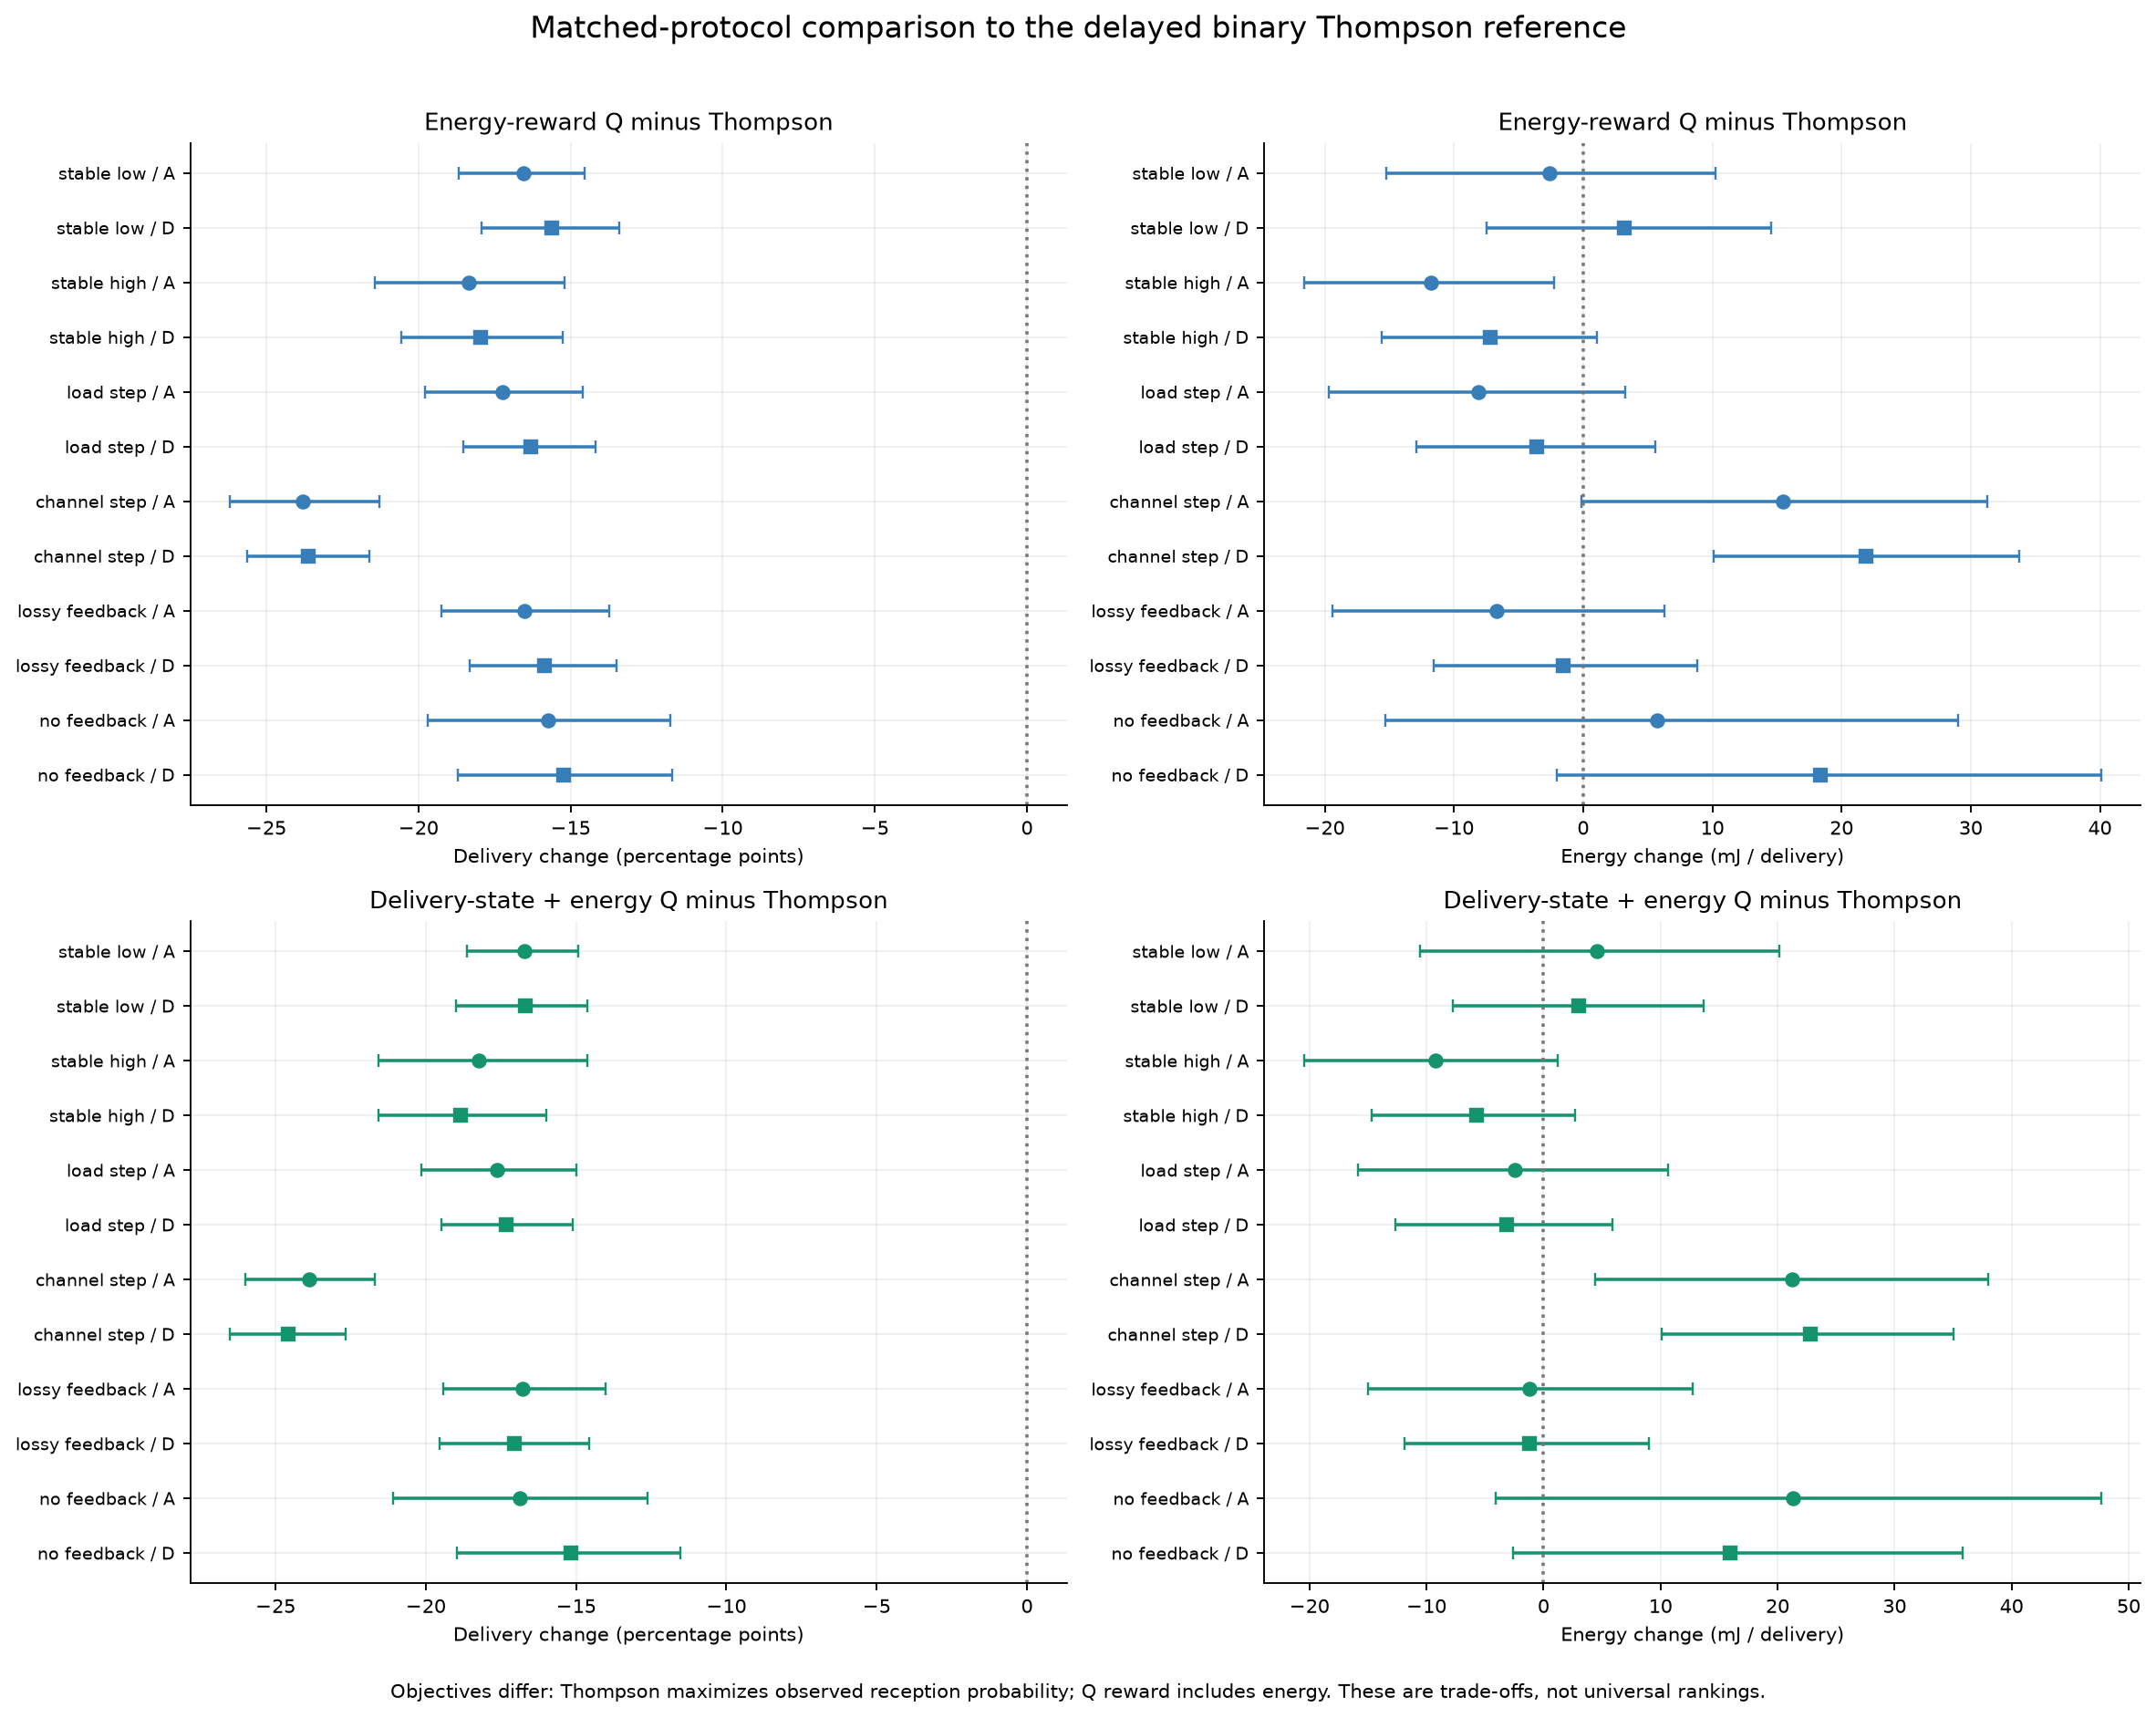 Matched-protocol comparison to the delayed binary Thompson reference
Energy-reward Q minus Thompson
stable low / A
stable low / D
stable high / A
stable high / D
load step / A
load step / D
channel step / A
channel step / D
lossy feedback / A
lossy feedback / D
no feedback / A
no feedback / D
−25 −20 −15 −10 −5 0
Delivery change (percentage points)
Energy-reward Q minus Thompson
stable low / A
stable low / D
stable high / A
stable high / D
load step / A
load step / D
channel step / A
channel step / D
lossy feedback / A
lossy feedback / D
no feedback / A
no feedback / D
−20 −10 0 10 20 30 40
Energy change (mJ / delivery)
Delivery-state + energy Q minus Thompson
stable low / A
stable low / D
stable high / A
stable high / D
load step / A
load step / D
channel step / A
channel step / D
lossy feedback / A
lossy feedback / D
no feedback / A
no feedback / D
−25 −20 −15 −10 −5 0
Delivery change (percentage points)
Delivery-state + energy Q minus Thompson
stable low / A
stable low / D
stable high / A
stable high / D
load step / A
load step / D
channel step / A
channel step / D
lossy feedback / A
lossy feedback / D
no feedback / A
no feedback / D
−20 −10 0 10 20 30 40 50
Energy change (mJ / delivery)
Objectives differ: Thompson maximizes observed reception probability; Q reward includes energy. These are trade-offs, not universal rankings.